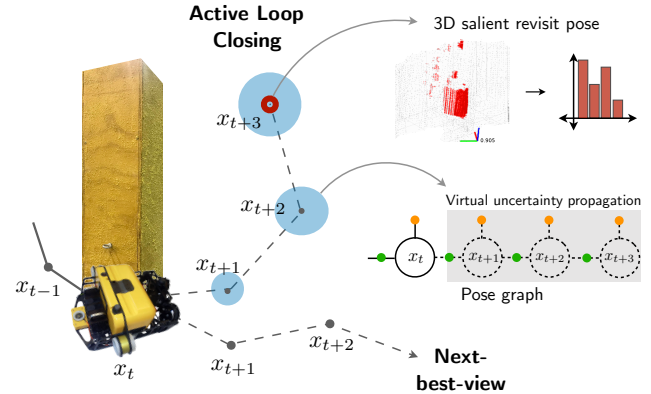 Active Loop
Closing
3D salient revisit pose
0.905
x_{t+3}
x_{t+2}
Virtual uncertainty propagation
x_t
x_{t+1}
x_{t+2}
x_{t+3}
Pose graph
x_{t+1}
x_{t-1}
x_t
x_{t+1}
x_{t+2}
Next-
best-view